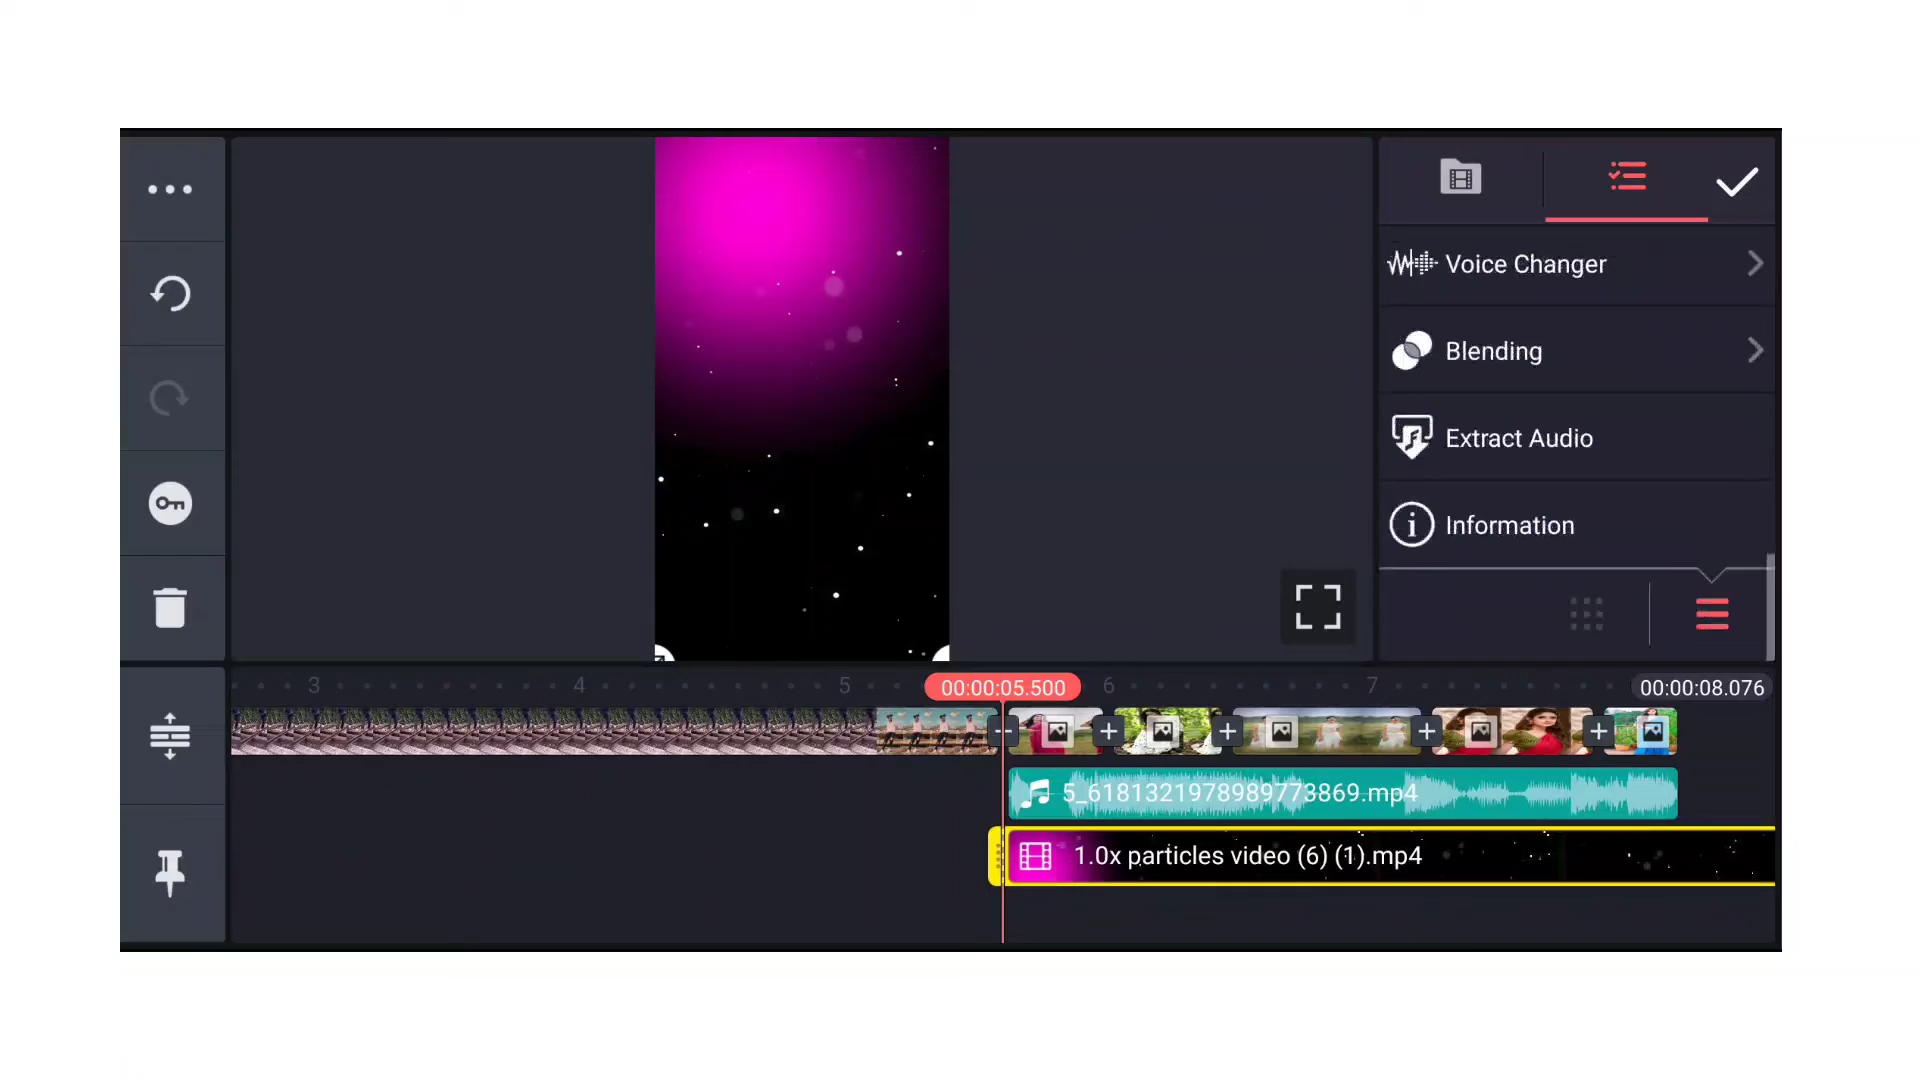 Voice Changer
Blending
Extract Audio
Information
3
4
5
00:00:05.500
6
7
00:00:08.076
5_6181321978989773869.mp4
1.0x particles video (6) (1).mp4